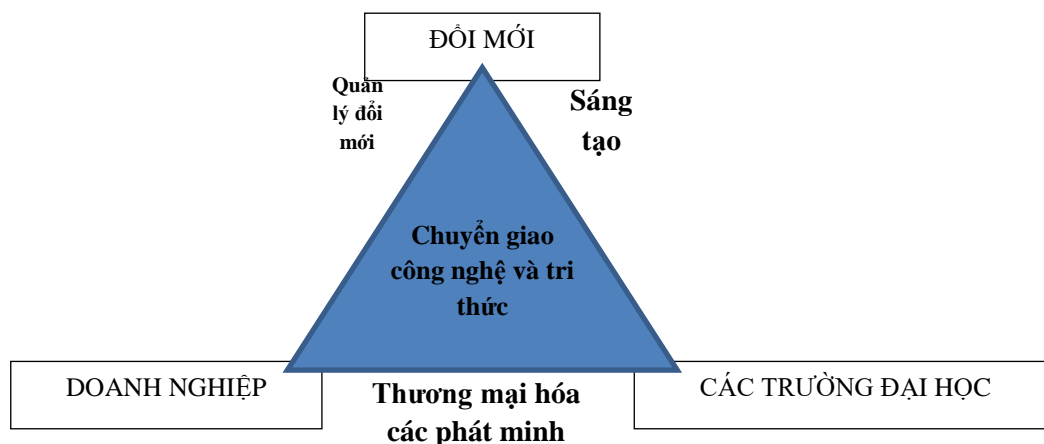 ĐỔI MỚI
Quản
lý đổi
mới
Sáng
tạo
Chuyển giao
công nghệ và tri
thức
DOANH NGHIỆP
Thương mại hóa
các phát minh
CÁC TRƯỜNG ĐẠI HỌC